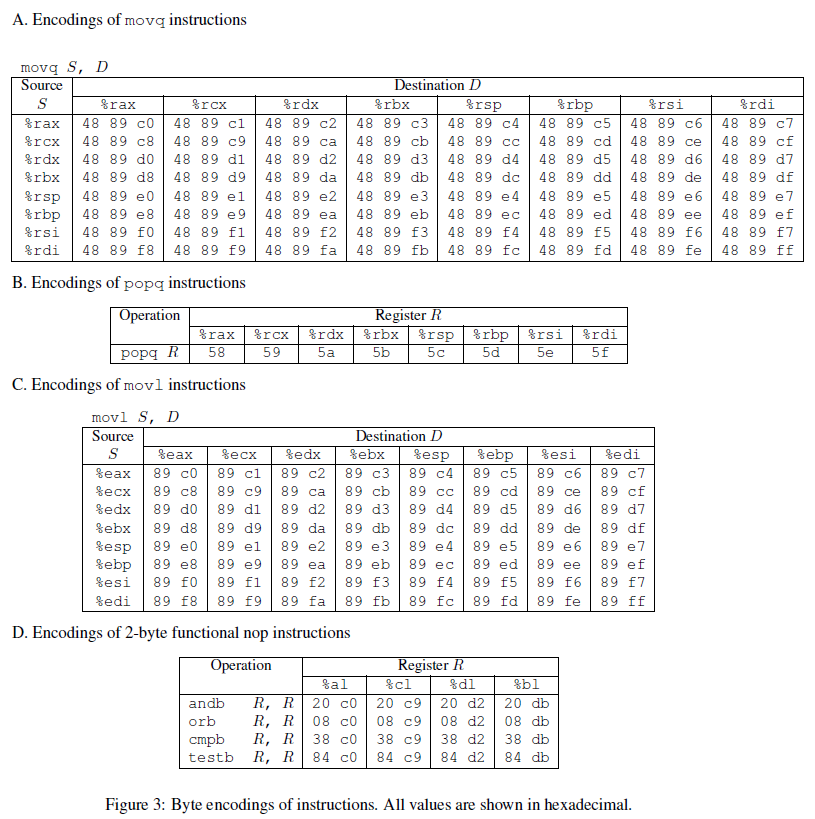 A. Encodings of movq instructions
movq S, D
Source Destination D
S %rax %rcx %rdx %rbx %rsp %rbp %rsi %rdi
%rax 48 89 c0 48 89 c1 48 89 c2 48 89 c3 48 89 c4 48 89 c5 48 89 c6 48 89 c7
%rcx 48 89 c8 48 89 c9 48 89 ca 48 89 cb 48 89 cc 48 89 cd 48 89 ce 48 89 cf
%rdx 48 89 d0 48 89 d1 48 89 d2 48 89 d3 48 89 d4 48 89 d5 48 89 d6 48 89 d7
%rbx 48 89 d8 48 89 d9 48 89 da 48 89 db 48 89 dc 48 89 dd 48 89 de 48 89 df
%rsp 48 89 e0 48 89 e1 48 89 e2 48 89 e3 48 89 e4 48 89 e5 48 89 e6 48 89 e7
%rbp 48 89 e8 48 89 e9 48 89 ea 48 89 eb 48 89 ec 48 89 ed 48 89 ee 48 89 ef
%rsi 48 89 f0 48 89 f1 48 89 f2 48 89 f3 48 89 f4 48 89 f5 48 89 f6 48 89 f7
%rdi 48 89 f8 48 89 f9 48 89 fa 48 89 fb 48 89 fc 48 89 fd 48 89 fe 48 89 ff
B. Encodings of popq instructions
Operation Register R
%rax %rcx %rdx %rbx %rsp %rbp %rsi %rdi
popq R 58 59 5a 5b 5c 5d 5e 5f
C. Encodings of movl instructions
movl S, D
Source Destination D
S %eax %ecx %edx %ebx %esp %ebp %esi %edi
%eax 89 c0 89 c1 89 c2 89 c3 89 c4 89 c5 89 c6 89 c7
%ecx 89 c8 89 c9 89 ca 89 cb 89 cc 89 cd 89 ce 89 cf
%edx 89 d0 89 d1 89 d2 89 d3 89 d4 89 d5 89 d6 89 d7
%ebx 89 d8 89 d9 89 da 89 db 89 dc 89 dd 89 de 89 df
%esp 89 e0 89 e1 89 e2 89 e3 89 e4 89 e5 89 e6 89 e7
%ebp 89 e8 89 e9 89 ea 89 eb 89 ec 89 ed 89 ee 89 ef
%esi 89 f0 89 f1 89 f2 89 f3 89 f4 89 f5 89 f6 89 f7
%edi 89 f8 89 f9 89 fa 89 fb 89 fc 89 fd 89 fe 89 ff
D. Encodings of 2-byte functional nop instructions
Operation Register R
%al %cl %dl %bl
andb R, R 20 c0 20 c9 20 d2 20 db
orb R, R 08 c0 08 c9 08 d2 08 db
cmpb R, R 38 c0 38 c9 38 d2 38 db
testb R, R 84 c0 84 c9 84 d2 84 db
Figure 3: Byte encodings of instructions. All values are shown in hexadecimal.